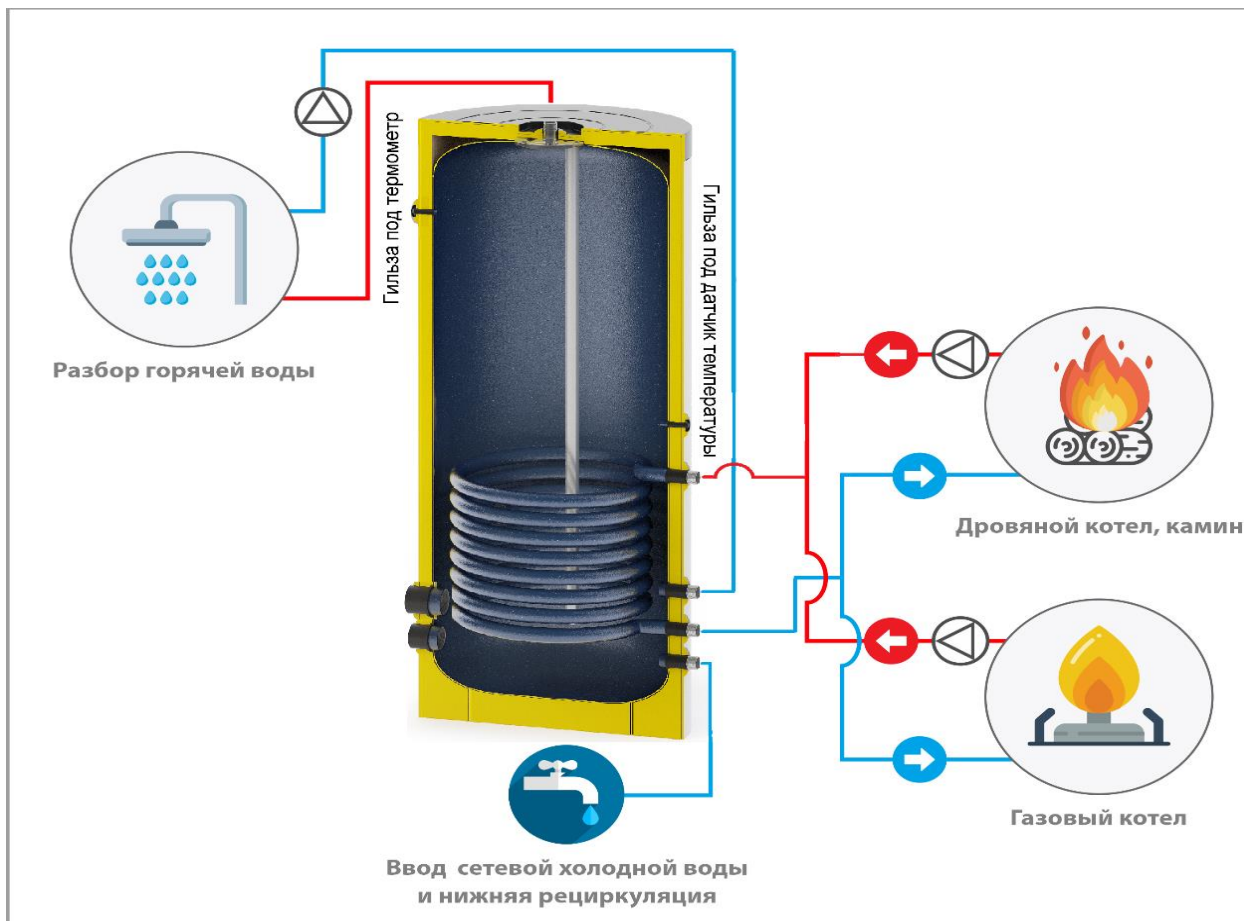 Гильза под термометр
Гильза под датчик температуры
Разбор горячей воды
Дровяной котел, камин
Газовый котел
Ввод сетевой холодной воды
и нижняя рециркуляция